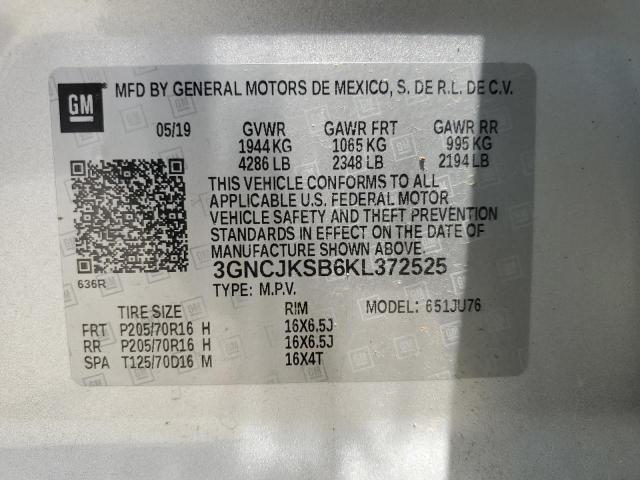 GM MFD BY GENERAL MOTORS DE MEXICO, S. DE R.L. DE C.V.
05/19 GVWR GAWR FRT GAWR RR
1944 KG 1065 KG 995 KG
4286 LB 2348 LB 2194 LB
THIS VEHICLE CONFORMS TO ALL
APPLICABLE U.S. FEDERAL MOTOR
VEHICLE SAFETY AND THEFT PREVENTION
STANDARDS IN EFFECT ON THE DATE OF
MANUFACTURE SHOWN ABOVE.
3GNCJKSB6KL372525
636R
TYPE: M.P.V. MODEL: 651JU76
TIRE SIZE RIM
FRT P205/70R16 H 16X6.5J
RR P205/70R16 H 16X6.5J
SPA T125/70D16 M 16X4T